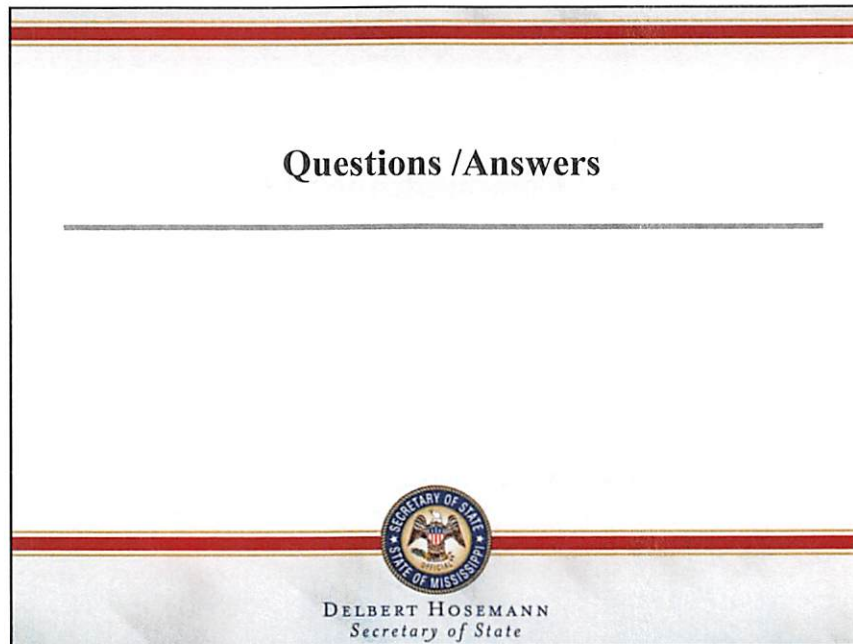 Questions /Answers
SECRETARY OF STATE
OFFICIAL
STATE OF MISSISSIPPI
DELBERT HOSEMANN
Secretary of State